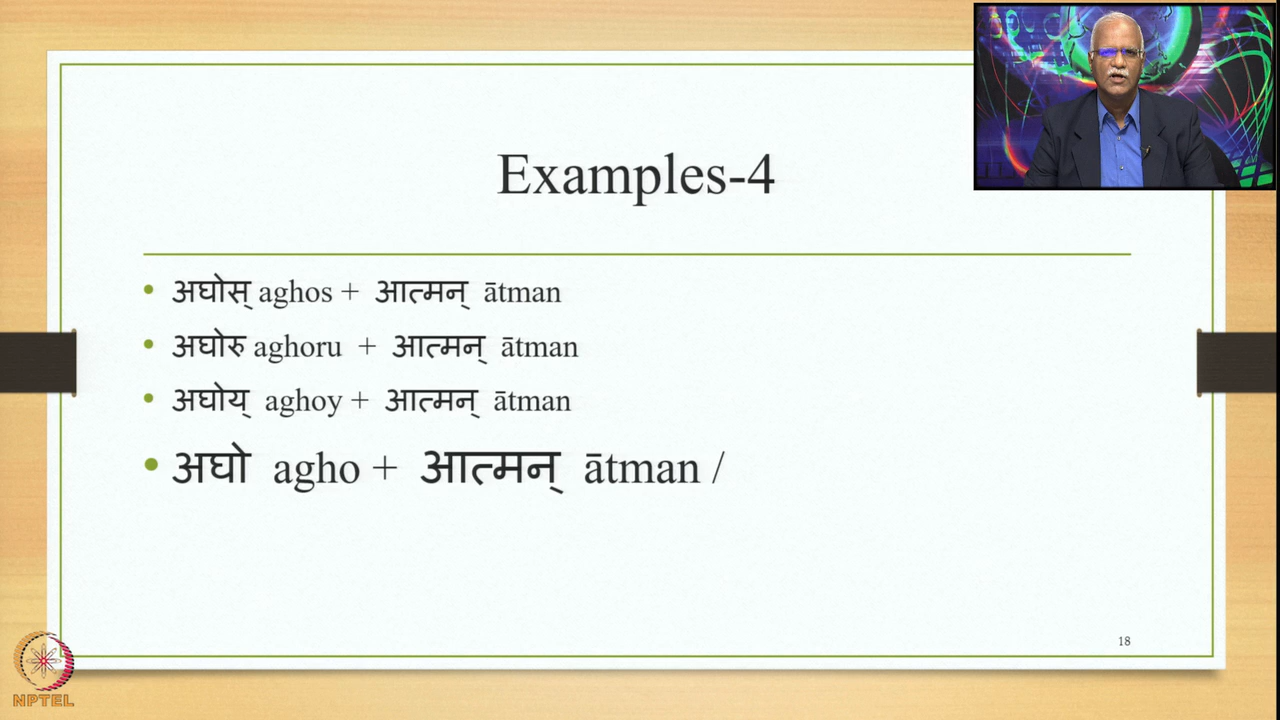 Examples-4
• अघोस् aghos + आत्मन् ātman
• अघोरु aghoru + आत्मन् ātman
• अघोय् aghoy + आत्मन् ātman
• अघो agho + आत्मन् ātman /
18
NPTEL